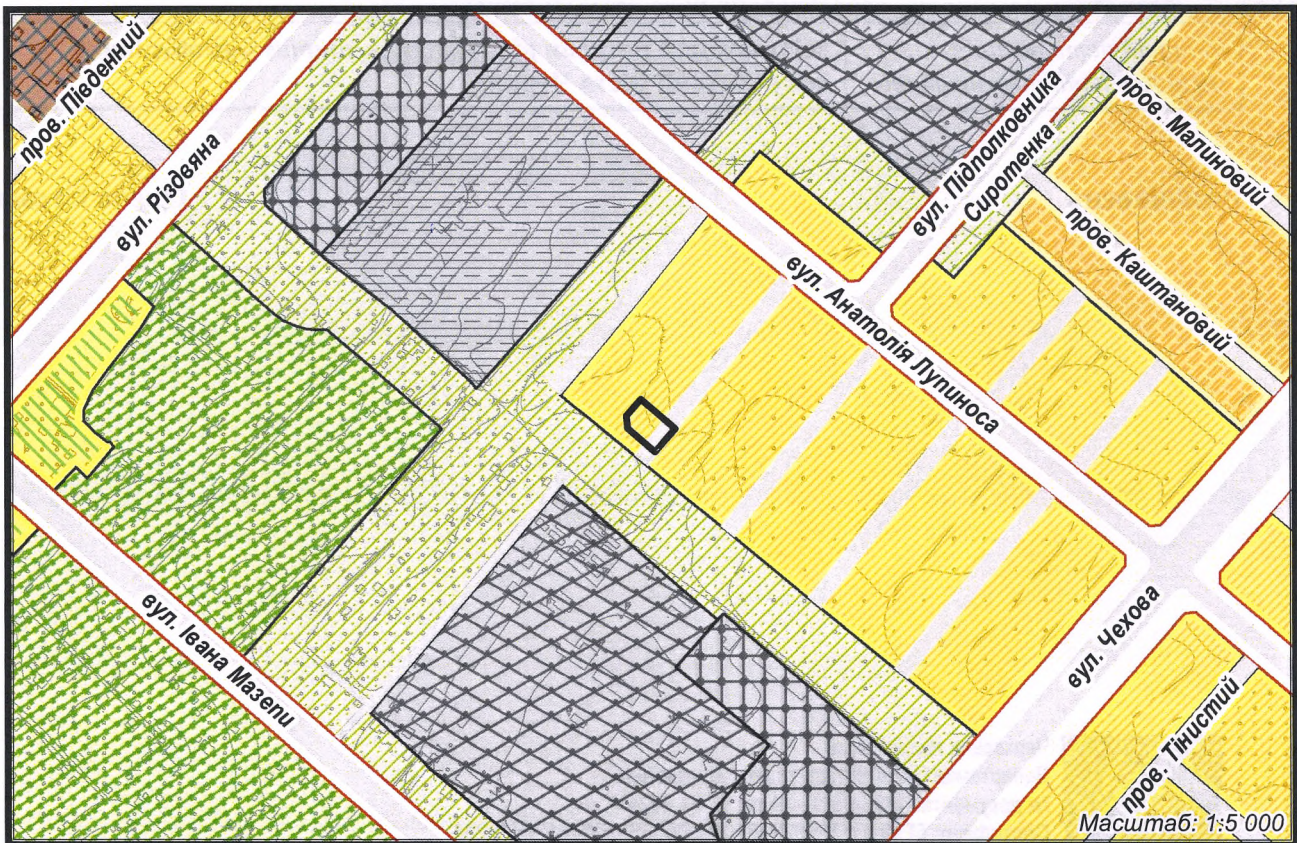 пров. Південний
вул. Різдвяна
вул. Підполковника
Сиротенка
пров. Малиновий
пров. Каштановий
вул. Анатолія Лупиноса
вул. Івана Мазепи
вул. Чехова
пров. Тінистий
Масштаб: 1:5 000